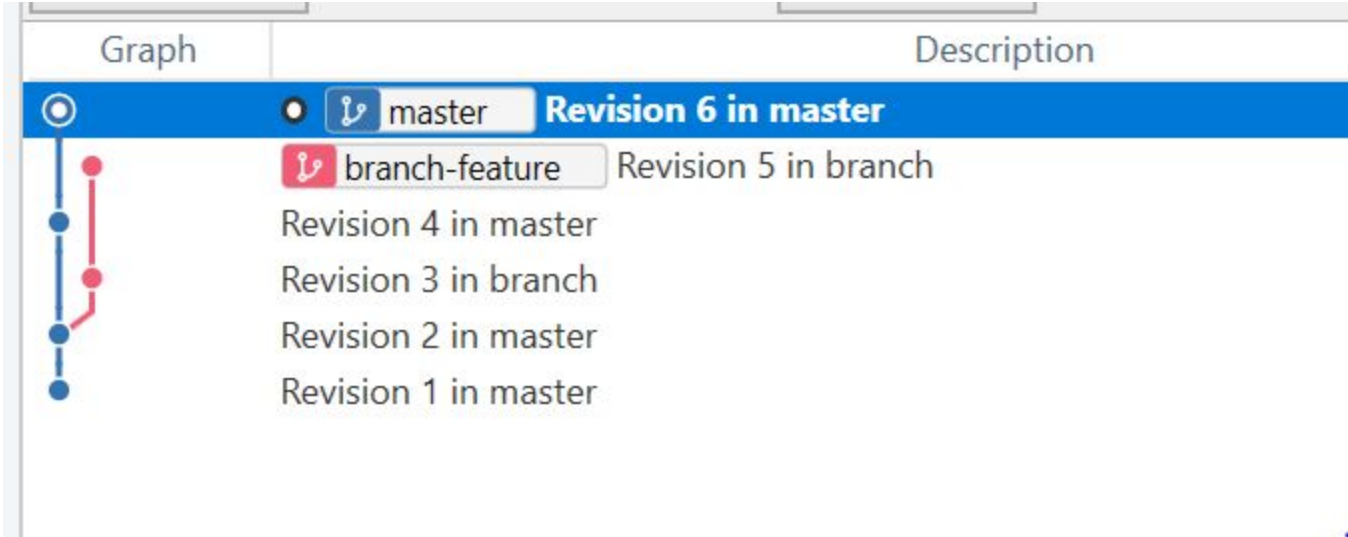 Graph Description
master Revision 6 in master
branch-feature Revision 5 in branch
Revision 4 in master
Revision 3 in branch
Revision 2 in master
Revision 1 in master